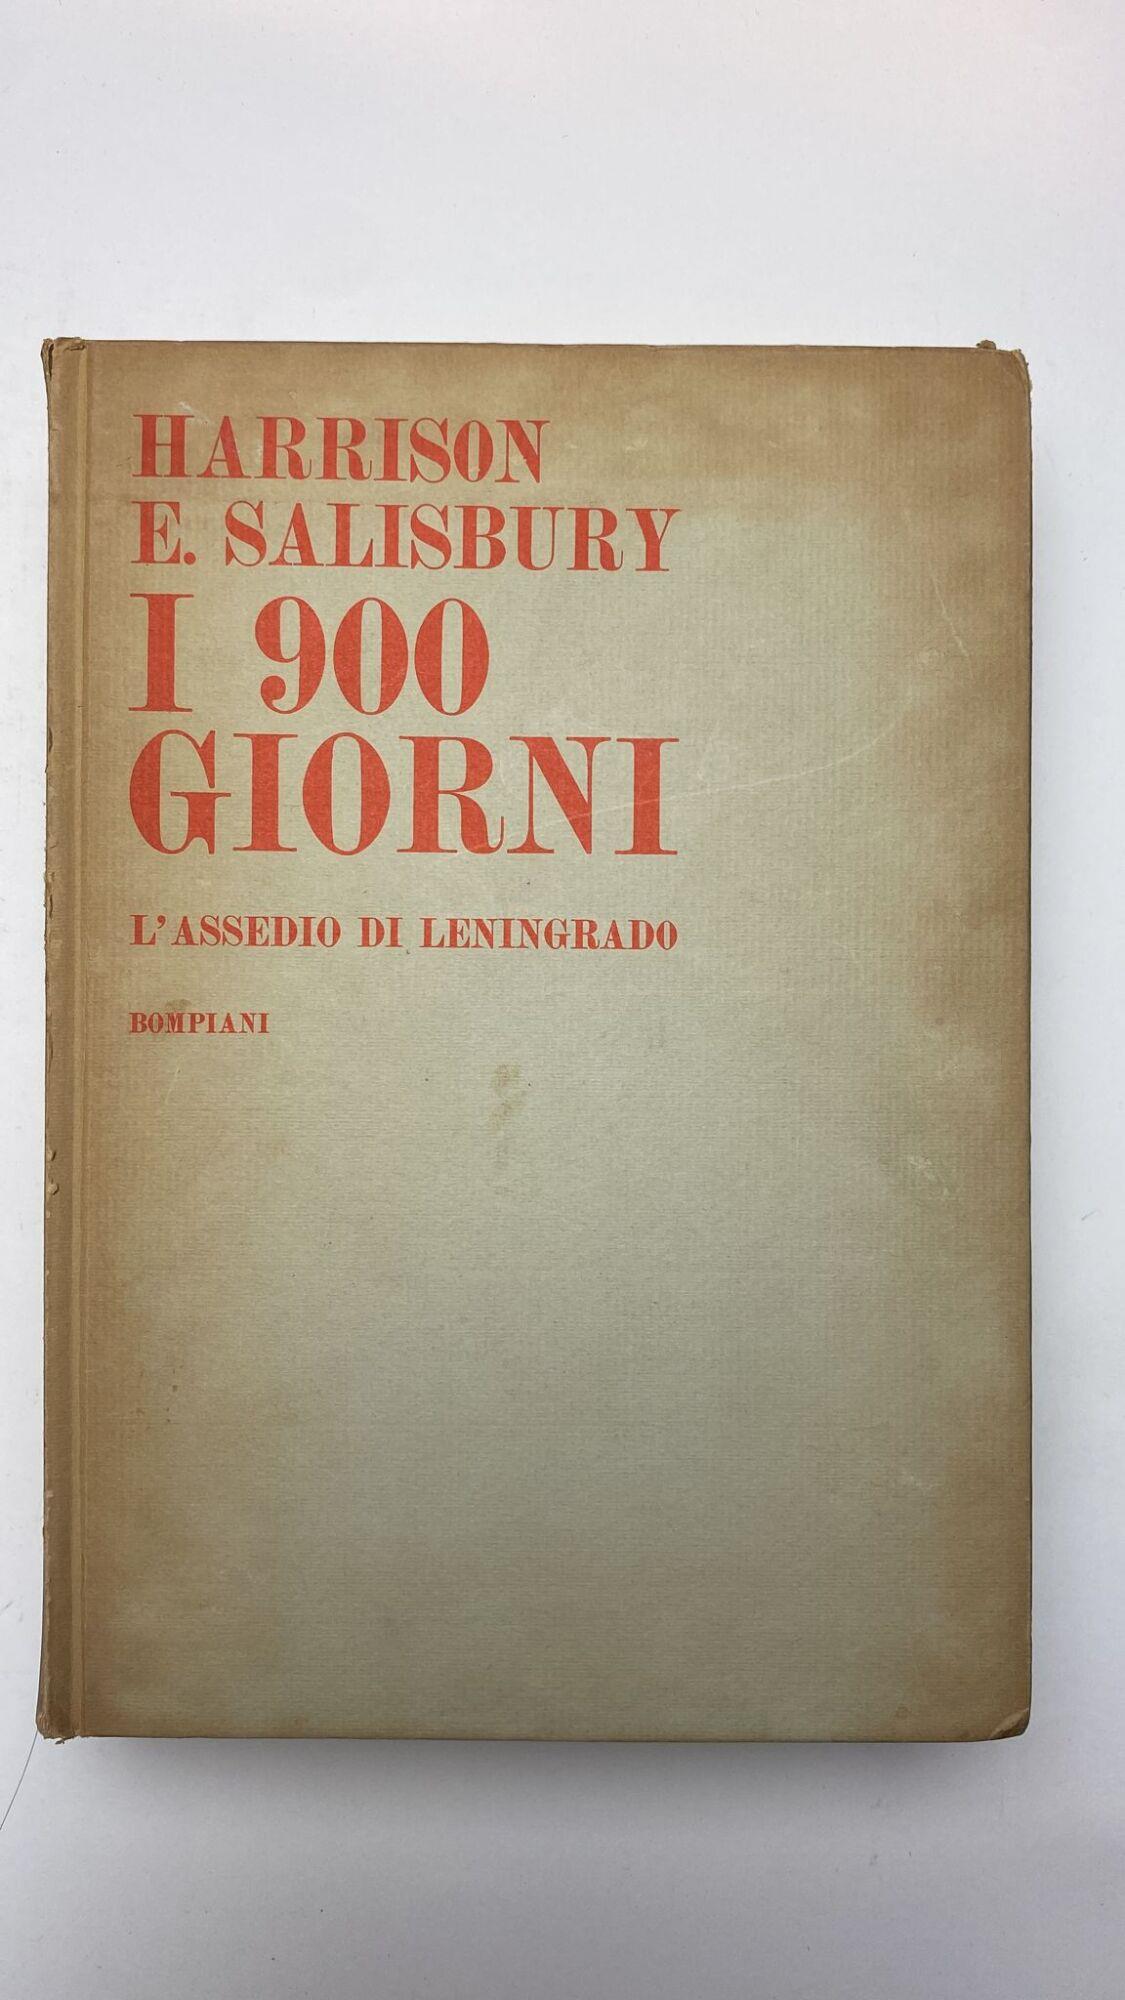 HARRISON
E. SALISBURY
I 900
GIORNI
L'ASSEDIO DI LENINGRADO
BOMPIANI